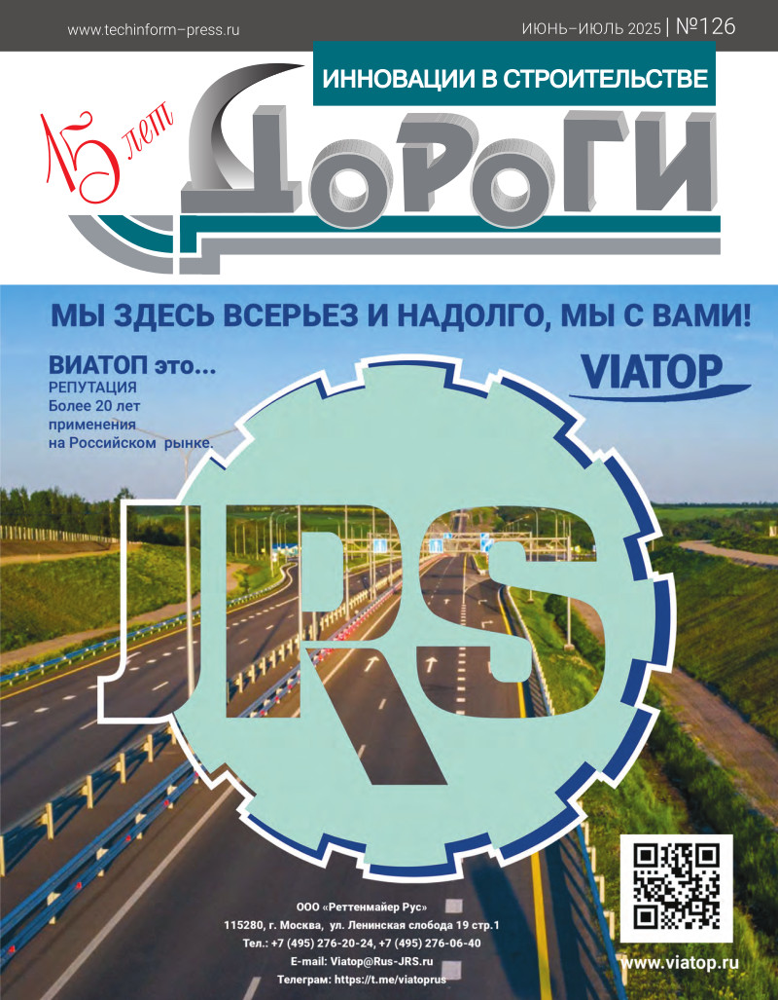 www.techinform-press.ru
ИЮНЬ–ИЮЛЬ 2025 | №126
ИННОВАЦИИ В СТРОИТЕЛЬСТВЕ
15 лет
ДОРОГИ
МЫ ЗДЕСЬ ВСЕРЬЕЗ И НАДОЛГО, МЫ С ВАМИ!
ВИАТОП это...
РЕПУТАЦИЯ
Более 20 лет
применения
на Российском рынке.
VIATOP
JRS
ООО «Реттенмайер Рус»
115280, г. Москва, ул. Ленинская слобода 19 стр.1
Тел.: +7 (495) 276-20-24, +7 (495) 276-06-40
E-mail: Viatop@Rus-JRS.ru
Телеграм: https://t.me/viatoprus
www.viatop.ru